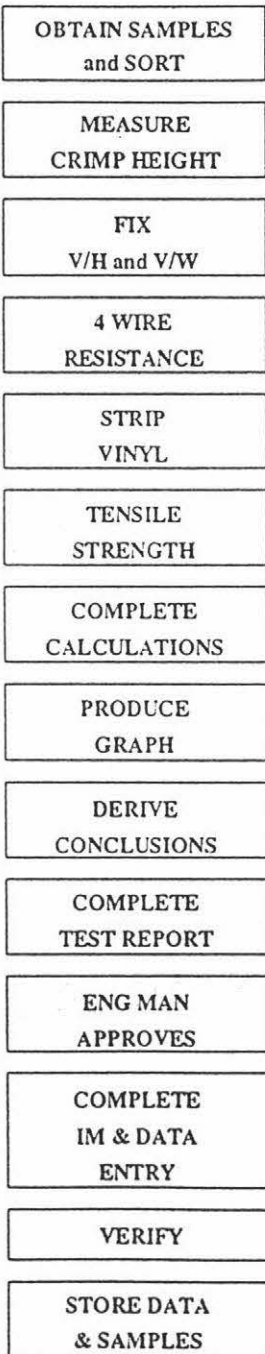 OBTAIN SAMPLES
and SORT
MEASURE
CRIMP HEIGHT
FIX
V/H and V/W
4 WIRE
RESISTANCE
STRIP
VINYL
TENSILE
STRENGTH
COMPLETE
CALCULATIONS
PRODUCE
GRAPH
DERIVE
CONCLUSIONS
COMPLETE
TEST REPORT
ENG MAN
APPROVES
COMPLETE
IM & DATA
ENTRY
VERIFY
STORE DATA
& SAMPLES